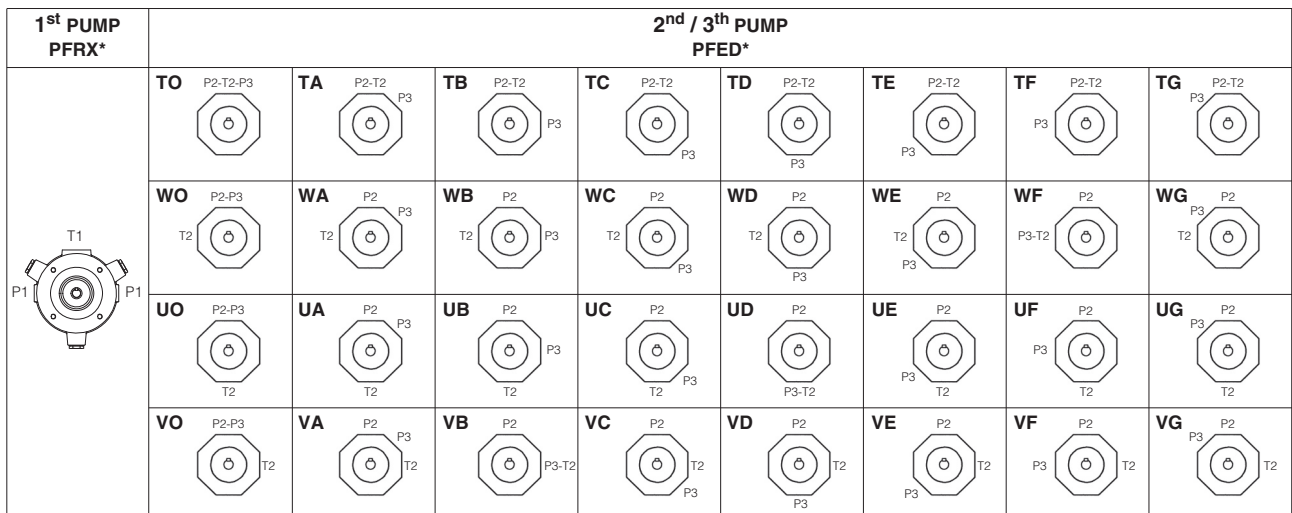 1st PUMP
PFRX*
2nd / 3th PUMP
PFED*
T1
P1 P1
TO P2-T2-P3
TA P2-T2
P3
TB P2-T2
P3
TC P2-T2
P3
TD P2-T2
P3
TE P2-T2
P3
TF P2-T2
P3
TG P2-T2
P3
WO P2-P3
T2
WA P2
P3
T2
WB P2
T2 P3
WC P2
T2
P3
WD P2
T2
P3
WE P2
T2
P3
WF P2
P3-T2
WG P2
P3
T2
UO P2-P3
T2
UA P2
P3
T2
UB P2
P3
T2
UC P2
P3
T2
UD P2
P3-T2
UE P2
P3
T2
UF P2
P3
T2
UG P2
P3
T2
VO P2-P3
T2
VA P2
P3
T2
VB P2
P3-T2
VC P2
T2
P3
VD P2
T2
P3
VE P2
T2
P3
VF P2
P3 T2
VG P2
P3
T2